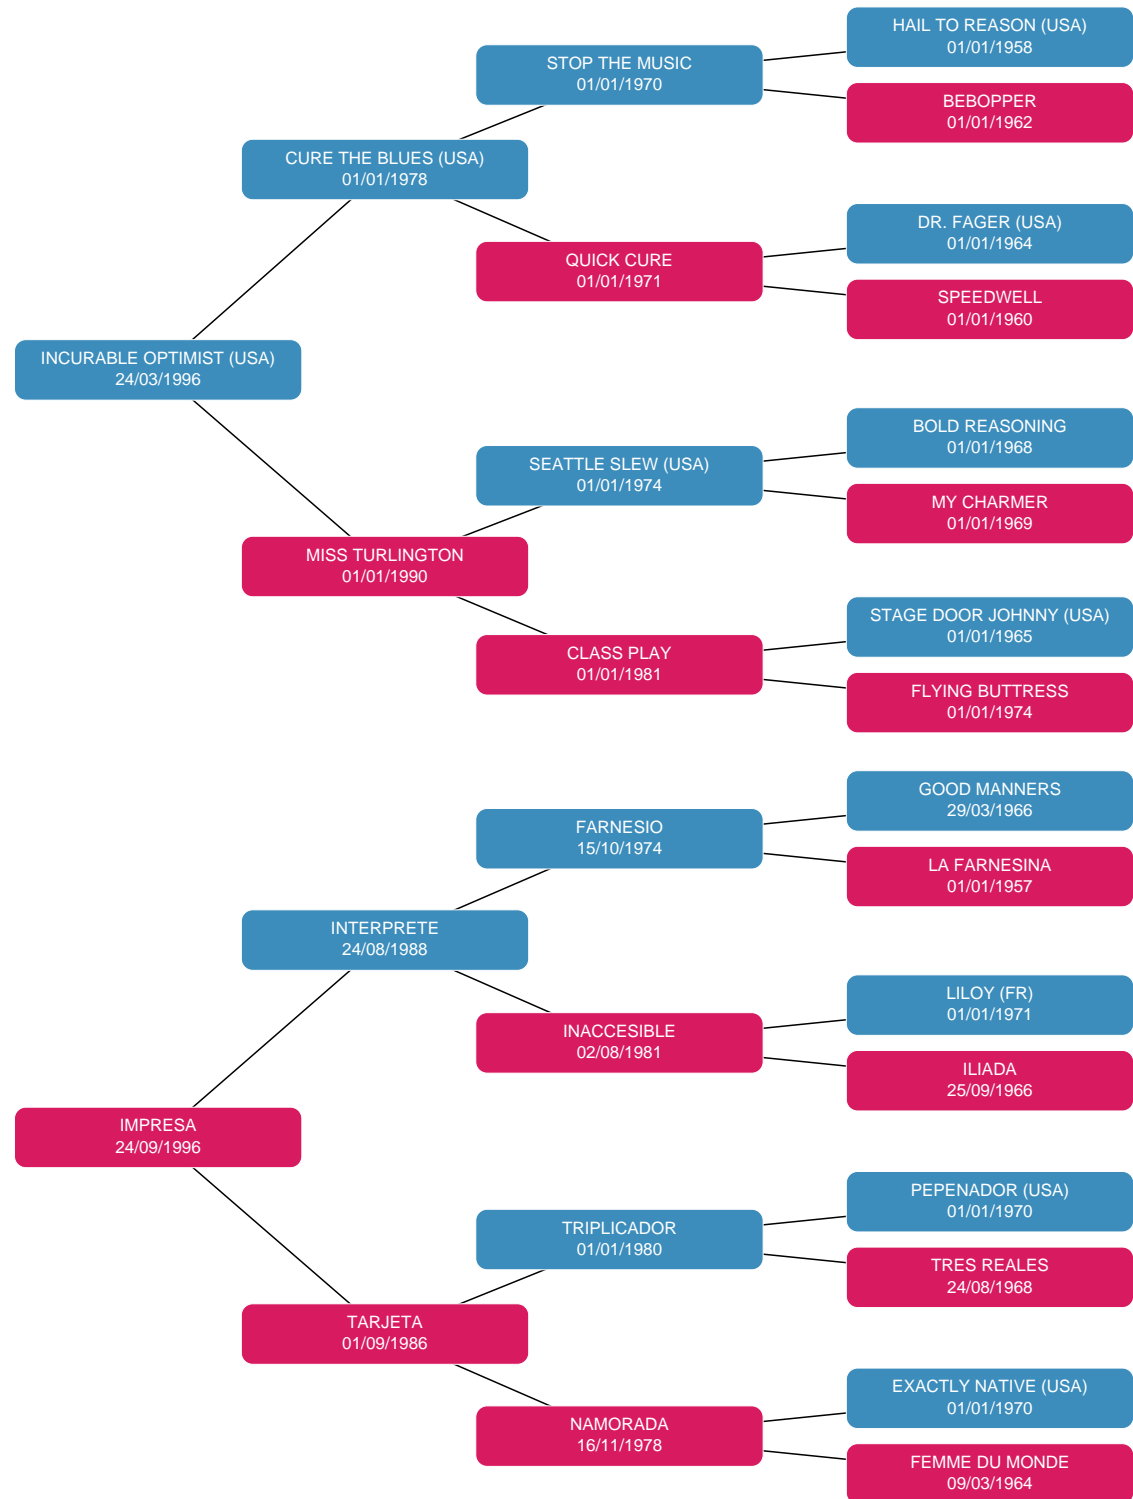 HAIL TO REASON (USA)
01/01/1958
STOP THE MUSIC
01/01/1970
BEBOPPER
01/01/1962
CURE THE BLUES (USA)
01/01/1978
DR. FAGER (USA)
01/01/1964
QUICK CURE
01/01/1971
SPEEDWELL
01/01/1960
INCURABLE OPTIMIST (USA)
24/03/1996
BOLD REASONING
01/01/1968
SEATTLE SLEW (USA)
01/01/1974
MY CHARMER
01/01/1969
MISS TURLINGTON
01/01/1990
STAGE DOOR JOHNNY (USA)
01/01/1965
CLASS PLAY
01/01/1981
FLYING BUTTRESS
01/01/1974
GOOD MANNERS
29/03/1966
FARNESIO
15/10/1974
LA FARNESINA
01/01/1957
INTERPRETE
24/08/1988
LILOY (FR)
01/01/1971
INACCESIBLE
02/08/1981
ILIADA
25/09/1966
IMPRESA
24/09/1996
PEPENADOR (USA)
01/01/1970
TRIPLICADOR
01/01/1980
TRES REALES
24/08/1968
TARJETA
01/09/1986
EXACTLY NATIVE (USA)
01/01/1970
NAMORADA
16/11/1978
FEMME DU MONDE
09/03/1964